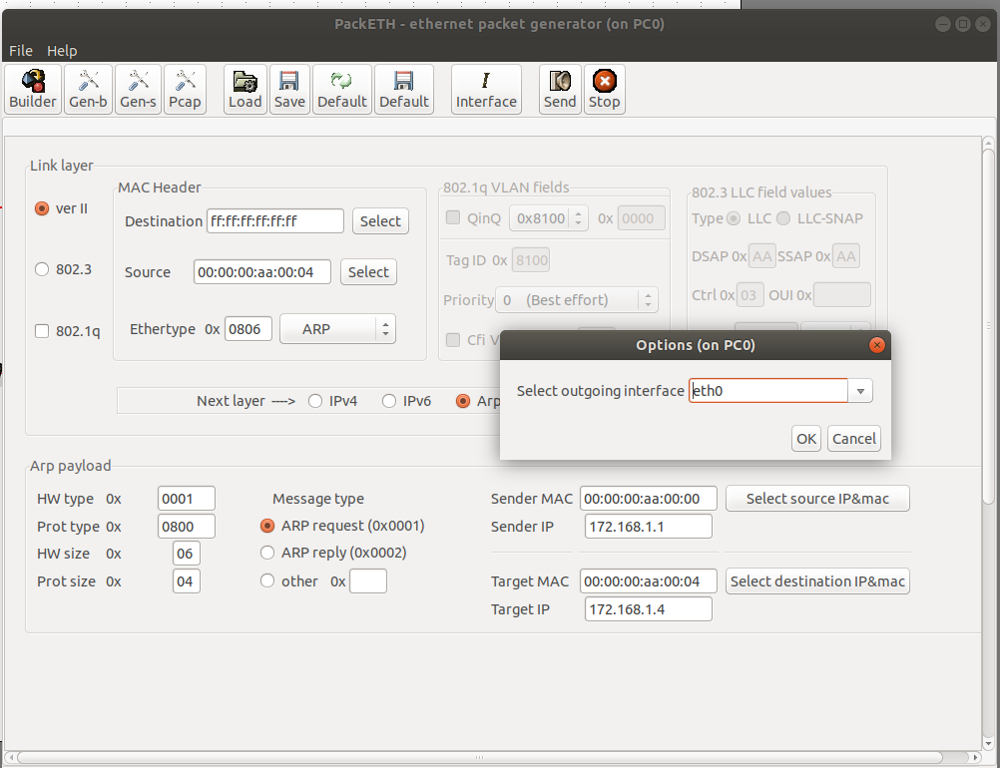 PackETH - ethernet packet generator (on PC0)
File Help
Builder Gen-b Gen-s Pcap Load Save Default Default Interface Send Stop
Link layer
ver II
802.3
802.1q
MAC Header
Destination ff:ff:ff:ff:ff:ff Select
Source 00:00:00:aa:00:04 Select
Ethertype 0x 0806 ARP
802.1q VLAN fields
QinQ 0x8100 0x 0000
Tag ID 0x 8100
Priority 0 (Best effort)
Cfi
802.3 LLC field values
Type LLC LLC-SNAP
DSAP 0x AA SSAP 0x AA
Ctrl 0x 03 OUI 0x
Next layer ----> IPv4 IPv6 Arp
Options (on PC0)
Select outgoing interface eth0
OK Cancel
Arp payload
HW type 0x 0001
Prot type 0x 0800
HW size 0x 06
Prot size 0x 04
Message type
ARP request (0x0001)
ARP reply (0x0002)
other 0x
Sender MAC 00:00:00:aa:00:00 Select source IP&mac
Sender IP 172.168.1.1
Target MAC 00:00:00:aa:00:04 Select destination IP&mac
Target IP 172.168.1.4